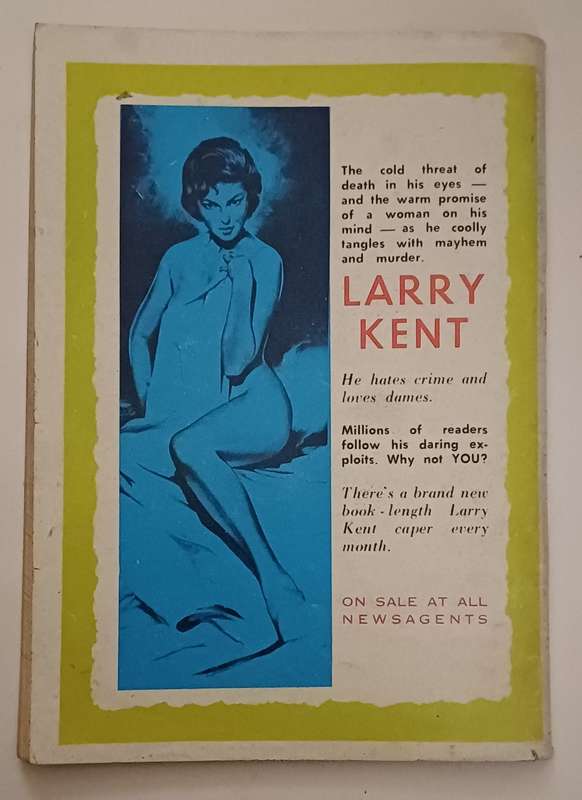 The cold threat of
death in his eyes —
and the warm promise
of a woman on his
mind — as he coolly
tangles with mayhem
and murder.
LARRY
KENT
He hates crime and
loves dames.
Millions of readers
follow his daring ex-
ploits. Why not YOU?
There's a brand new
book-length Larry
Kent caper every
month.
ON SALE AT ALL
NEWSAGENTS